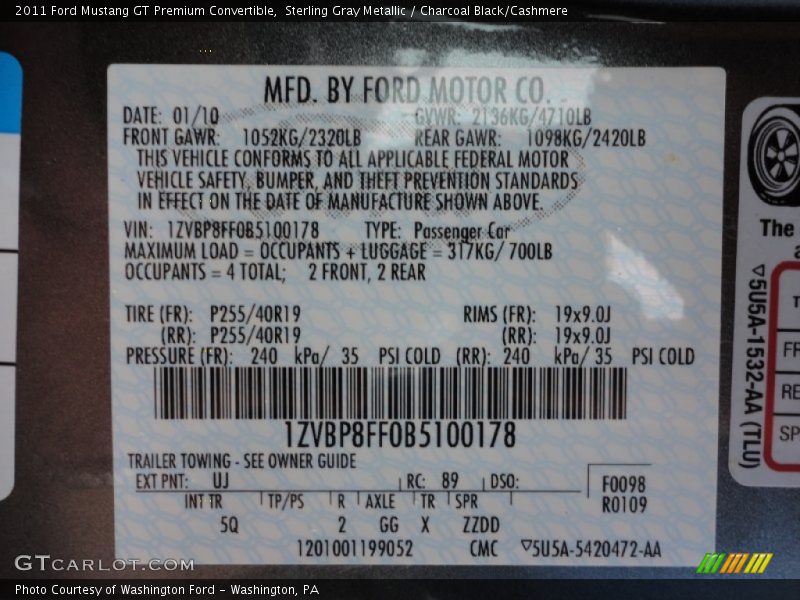 2011 Ford Mustang GT Premium Convertible,  Sterling Gray Metallic / Charcoal Black/Cashmere
MFD. BY FORD MOTOR CO.
DATE: 01/10 GVWR: 2136KG/4710LB
FRONT GAWR: 1052KG/2320LB REAR GAWR: 1098KG/2420LB
THIS VEHICLE CONFORMS TO ALL APPLICABLE FEDERAL MOTOR
VEHICLE SAFETY, BUMPER, AND THEFT PREVENTION STANDARDS
IN EFFECT ON THE DATE OF MANUFACTURE SHOWN ABOVE.
VIN: 1ZVBP8FF0B5100178 TYPE: Passenger Car
MAXIMUM LOAD = OCCUPANTS + LUGGAGE = 317KG/ 700LB
OCCUPANTS = 4 TOTAL; 2 FRONT, 2 REAR
TIRE (FR): P255/40R19 RIMS (FR): 19x9.0J
(RR): P255/40R19 (RR): 19x9.0J
PRESSURE (FR): 240 kPa/ 35 PSI COLD (RR): 240 kPa/ 35 PSI COLD
1ZVBP8FF0B5100178
TRAILER TOWING - SEE OWNER GUIDE
EXT PNT: UJ RC: 89 DSO: F0098
INT TR TP/PS R AXLE TR SPR R0109
5Q 2 GG X ZZDD
1201001199052 CMC ▽5U5A-5420472-AA
The
▽5U5A-1532-AA (TLU)
FR
RE
SP
GTCARLOT.COM
Photo Courtesy of Washington Ford - Washington, PA